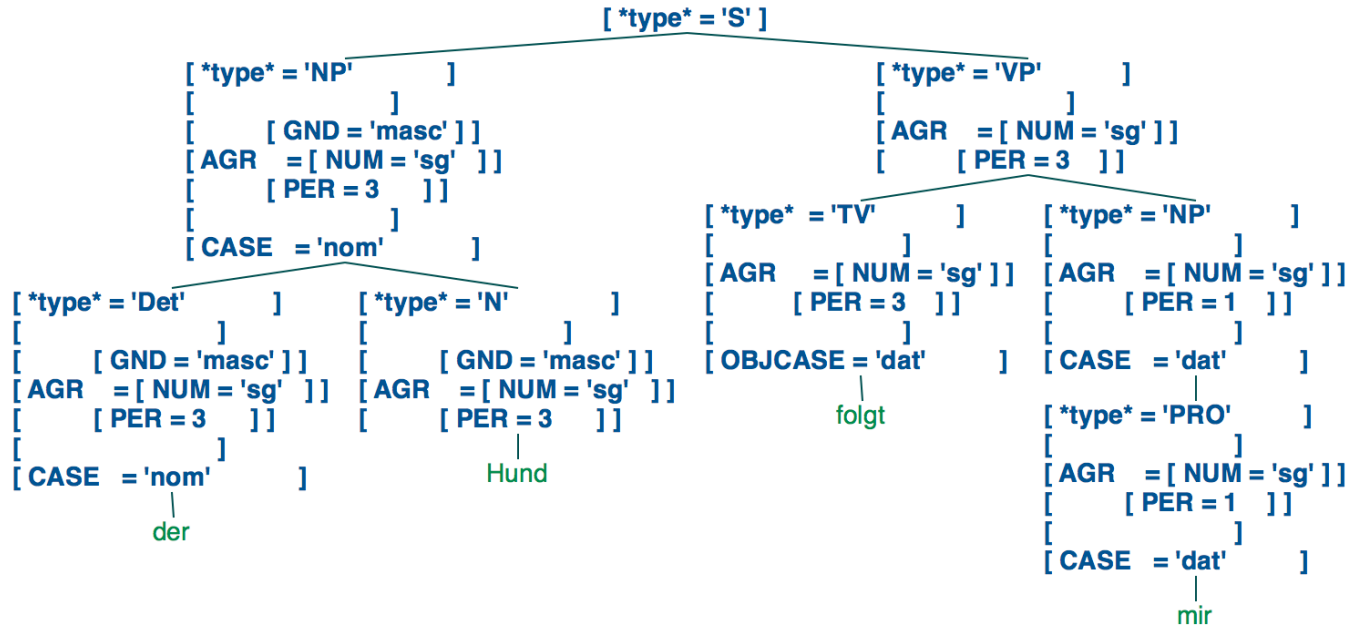 [ *type* = 'S' ]
[ *type* = 'NP' ]
[ ]
[ [ GND = 'masc' ] ]
[ AGR = [ NUM = 'sg' ] ]
[ [ PER = 3 ] ]
[ ]
[ CASE = 'nom' ]
[ *type* = 'VP' ]
[ ]
[ AGR = [ NUM = 'sg' ] ]
[ [ PER = 3 ] ]
[ *type* = 'Det' ]
[ ]
[ [ GND = 'masc' ] ]
[ AGR = [ NUM = 'sg' ] ]
[ [ PER = 3 ] ]
[ ]
[ CASE = 'nom' ]
der
[ *type* = 'N' ]
[ ]
[ [ GND = 'masc' ] ]
[ AGR = [ NUM = 'sg' ] ]
[ [ PER = 3 ] ]
Hund
[ *type* = 'TV' ]
[ ]
[ AGR = [ NUM = 'sg' ] ]
[ [ PER = 3 ] ]
[ ]
[ OBJCASE = 'dat' ]
folgt
[ *type* = 'NP' ]
[ ]
[ AGR = [ NUM = 'sg' ] ]
[ [ PER = 1 ] ]
[ ]
[ CASE = 'dat' ]
[ *type* = 'PRO' ]
[ ]
[ AGR = [ NUM = 'sg' ] ]
[ [ PER = 1 ] ]
[ ]
[ CASE = 'dat' ]
mir